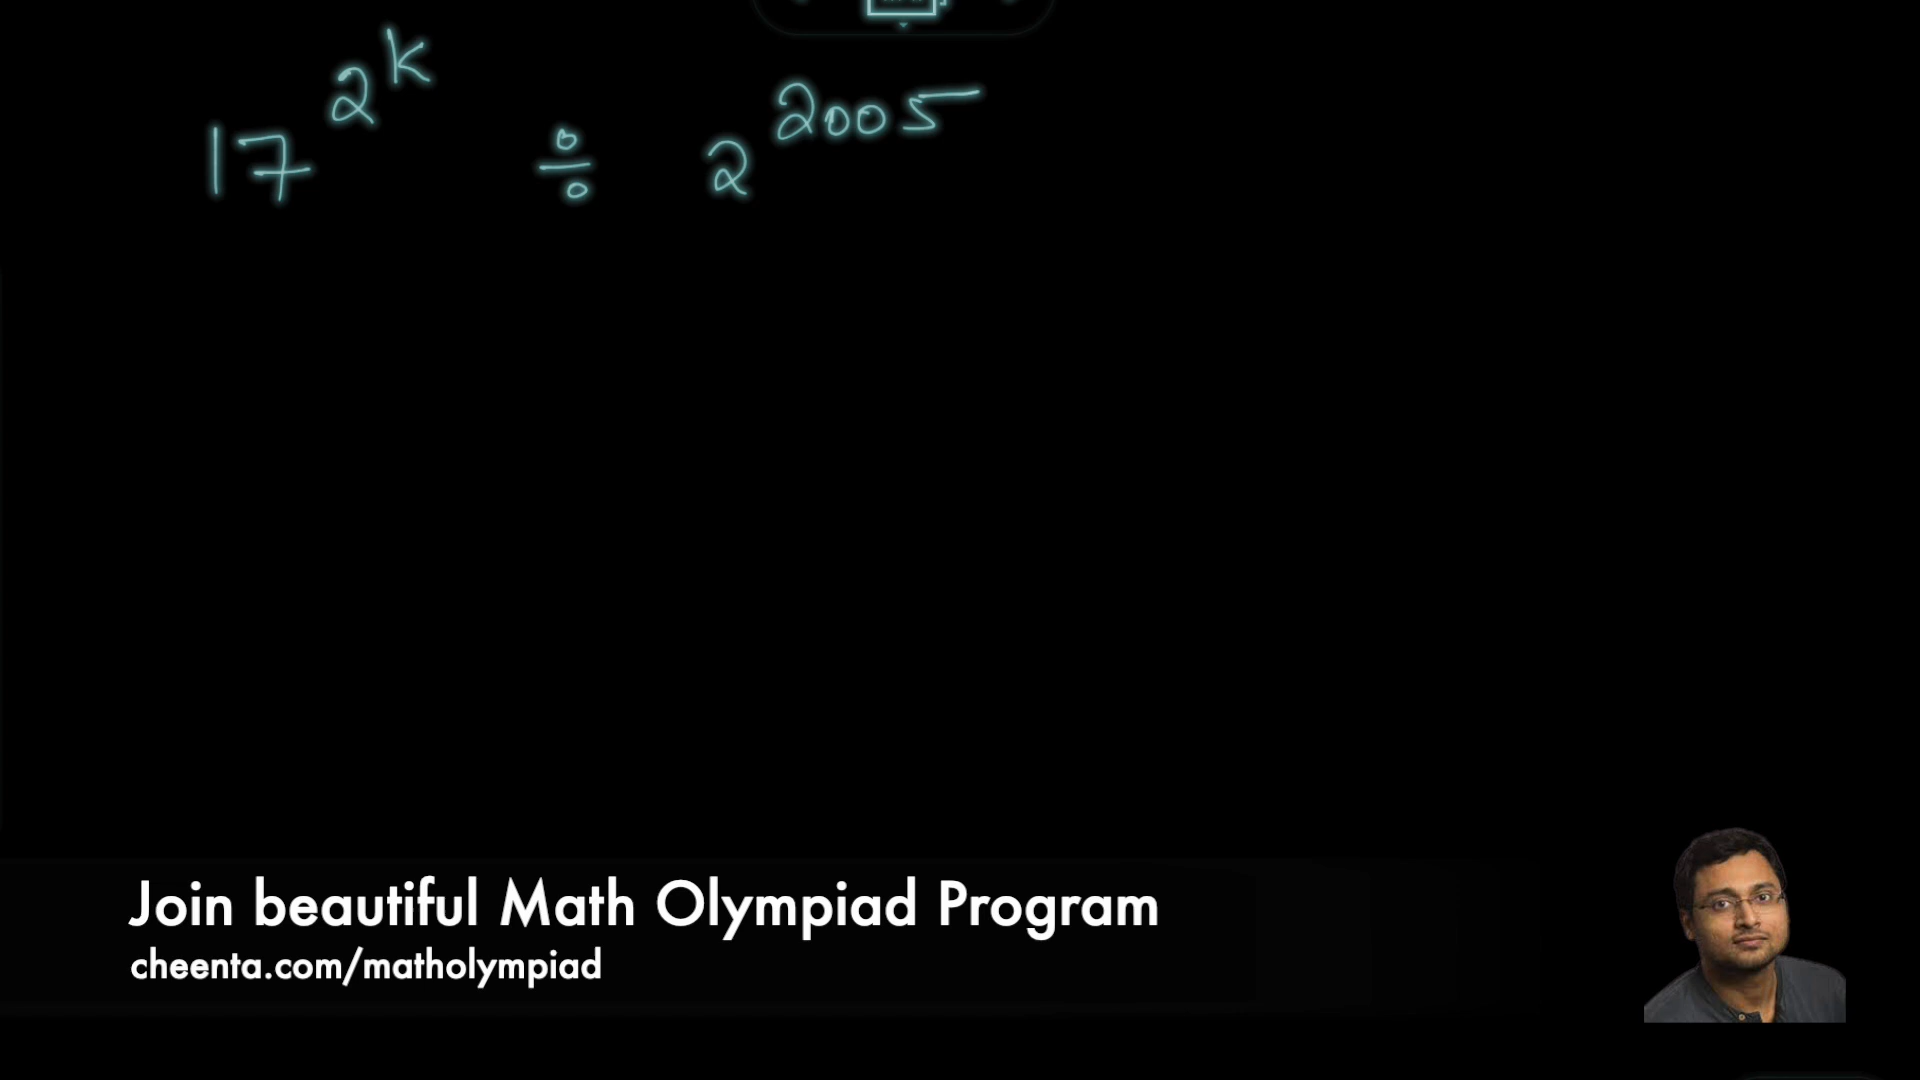 17^{2^k} ÷ 2^{2005}
Join beautiful Math Olympiad Program
cheenta.com/matholympiad